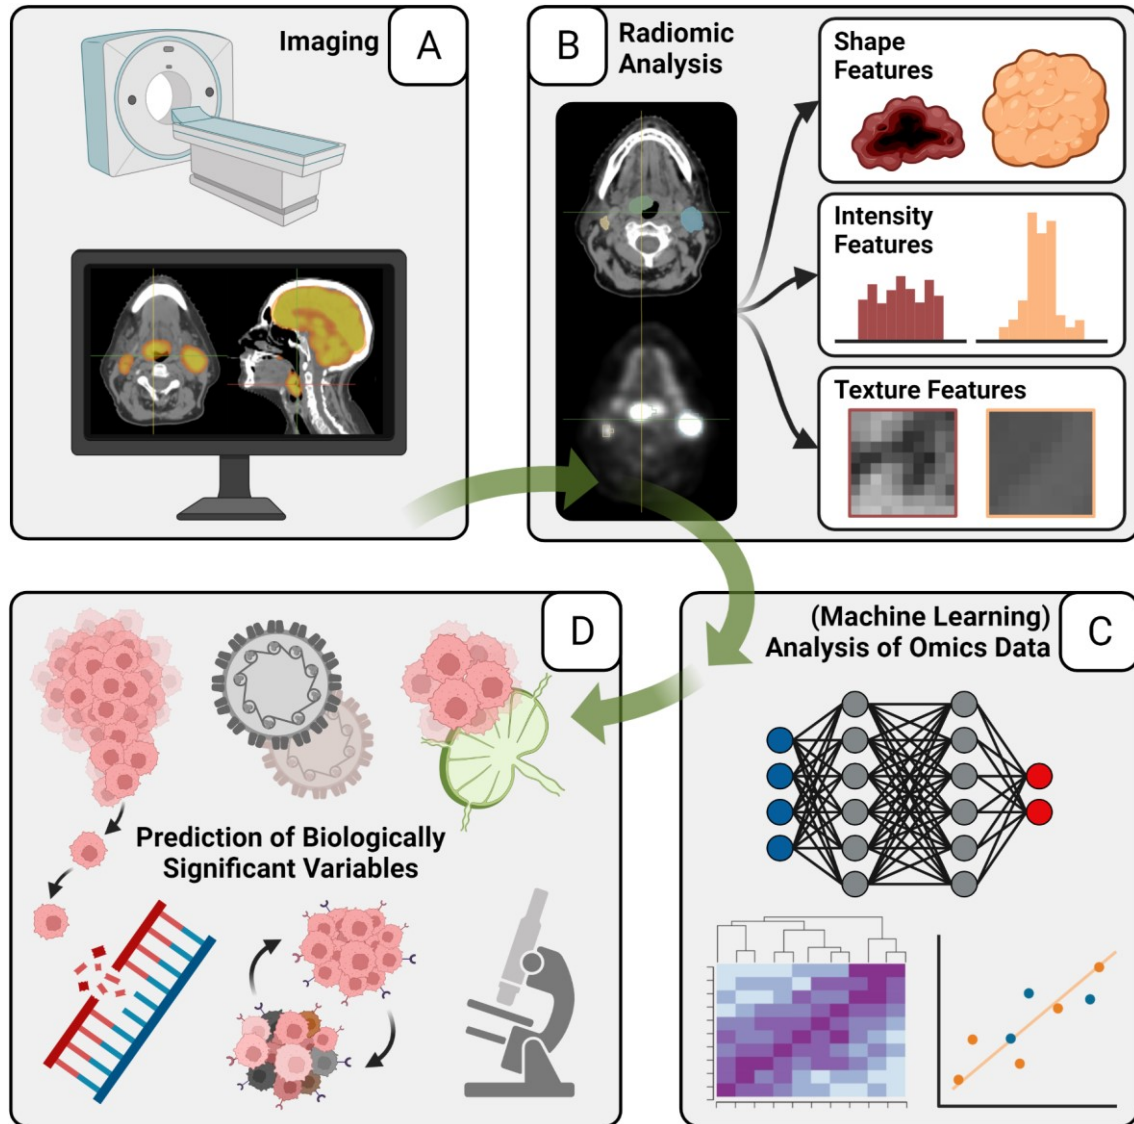 Imaging
A
B
Radiomic
Analysis
Shape
Features
Intensity
Features
Texture Features
(Machine Learning)
Analysis of Omics Data
C
D
Prediction of Biologically
Significant Variables